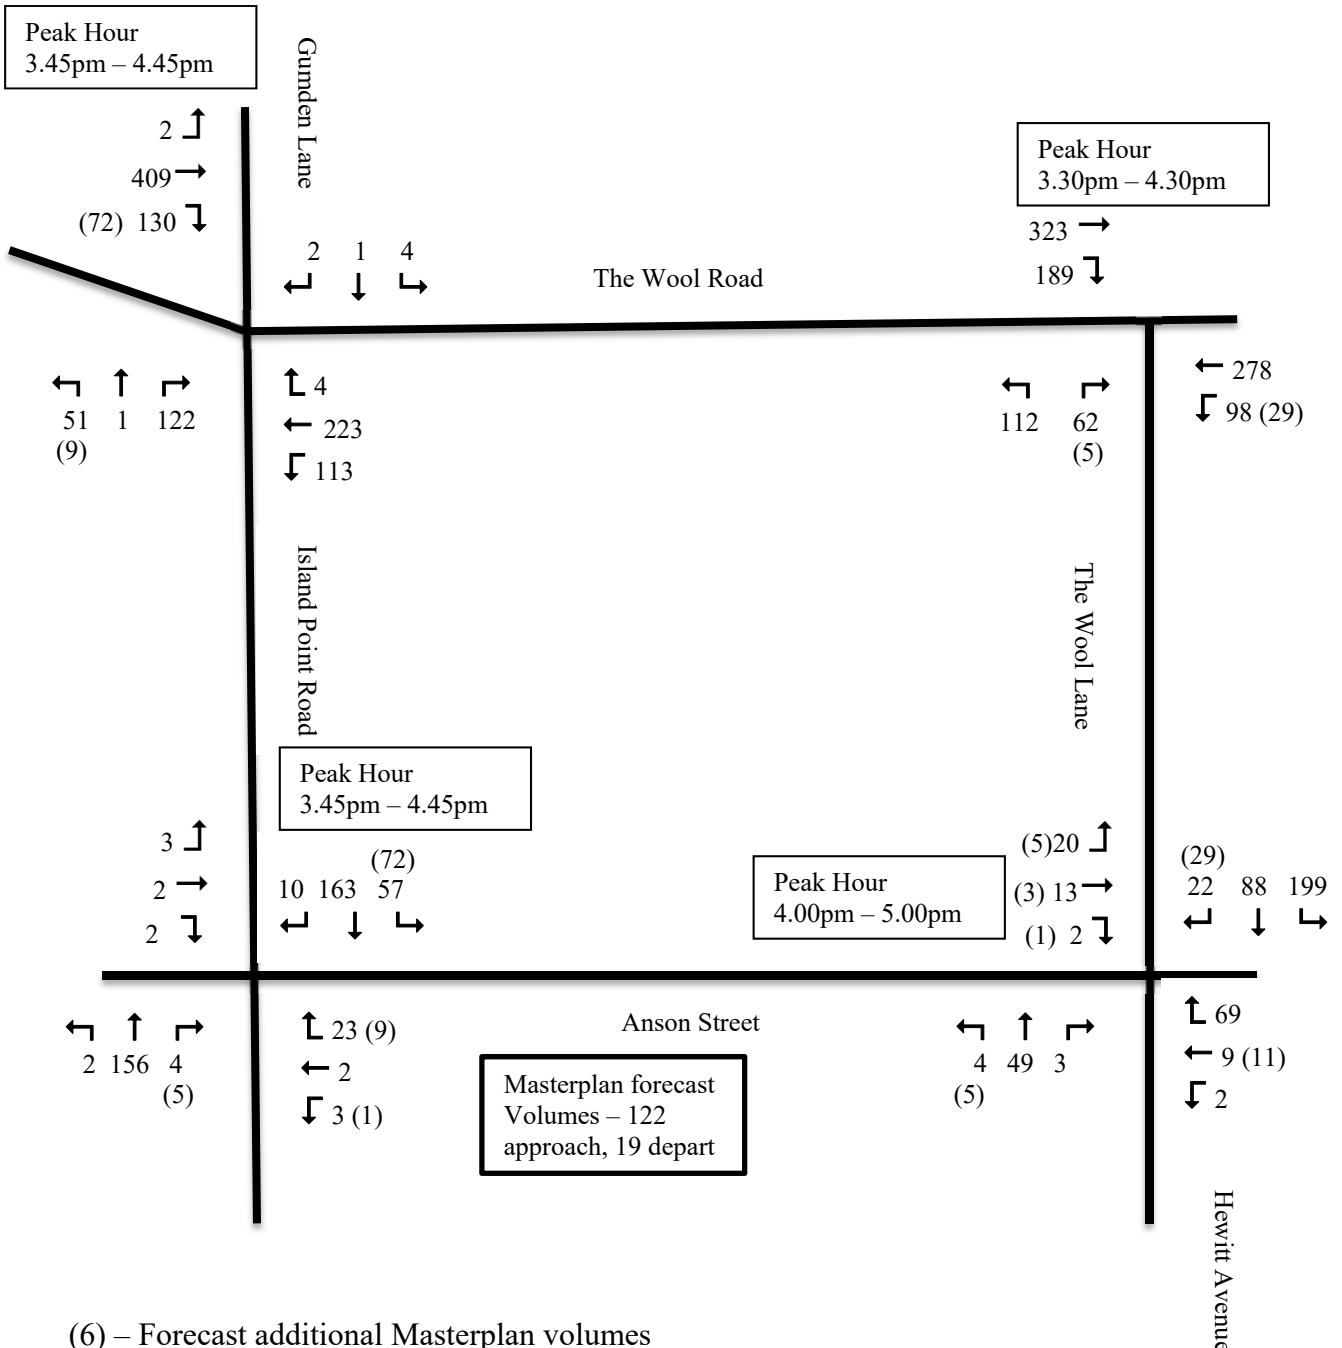 Peak Hour
3.45pm – 4.45pm
Gumden Lane
2
409
(72) 130
Peak Hour
3.30pm – 4.30pm
323
189
2 1 4
The Wool Road
51 1 122
(9)
4
223
113
112 62
(5)
278
98 (29)
Island Point Road
The Wool Lane
Peak Hour
3.45pm – 4.45pm
3
2
2
(72)
10 163 57
Peak Hour
4.00pm – 5.00pm
(5)20
(3) 13
(1) 2
(29)
22 88 199
2 156 4
(5)
23 (9)
2
3 (1)
Anson Street
Masterplan forecast
Volumes – 122
approach, 19 depart
4 49 3
(5)
69
9 (11)
2
Hewitt Avenue
(6) – Forecast additional Masterplan volumes